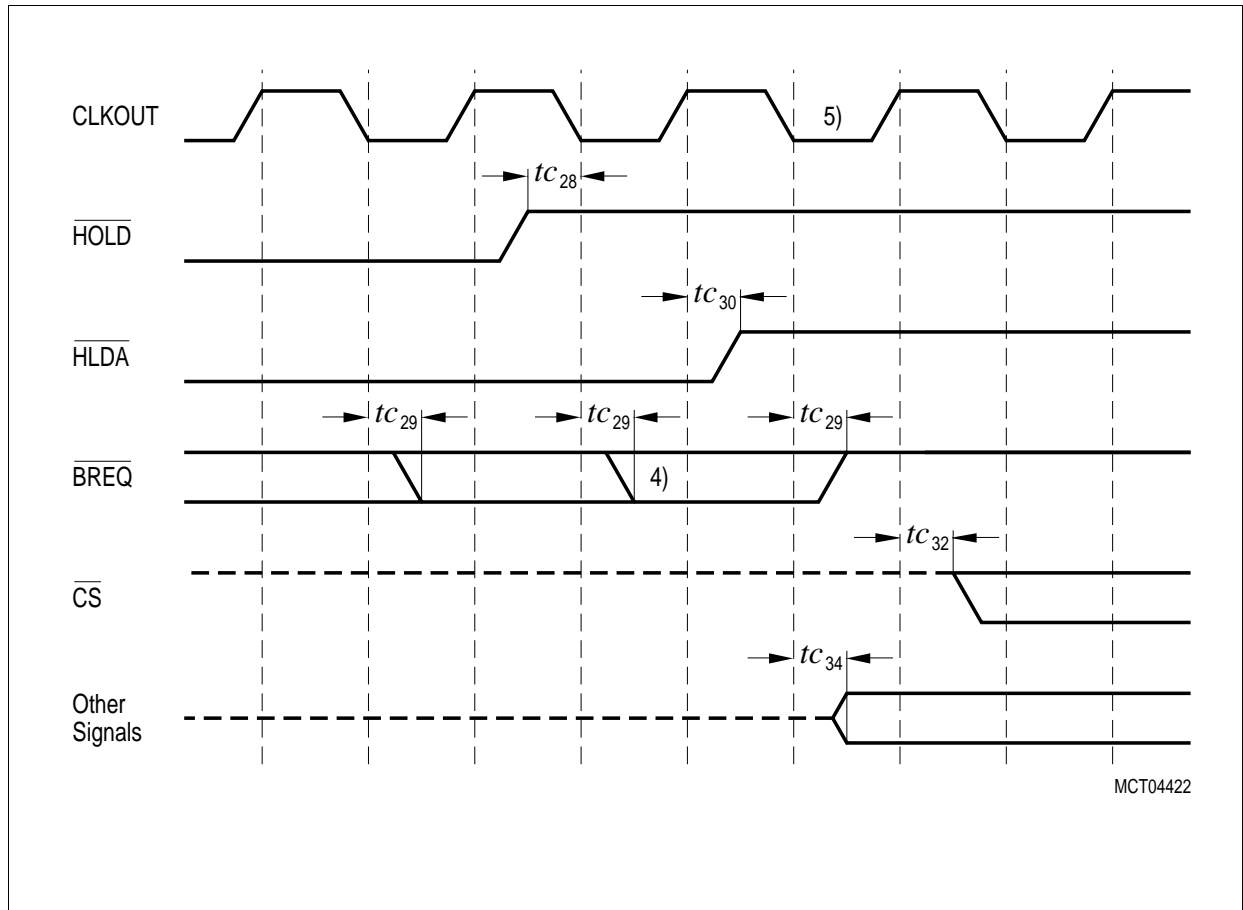 CLKOUT
5)
tc28
HOLD
tc30
HLDA
tc29 tc29 tc29
BREQ
4)
tc32
CS
tc34
Other
Signals
MCT04422